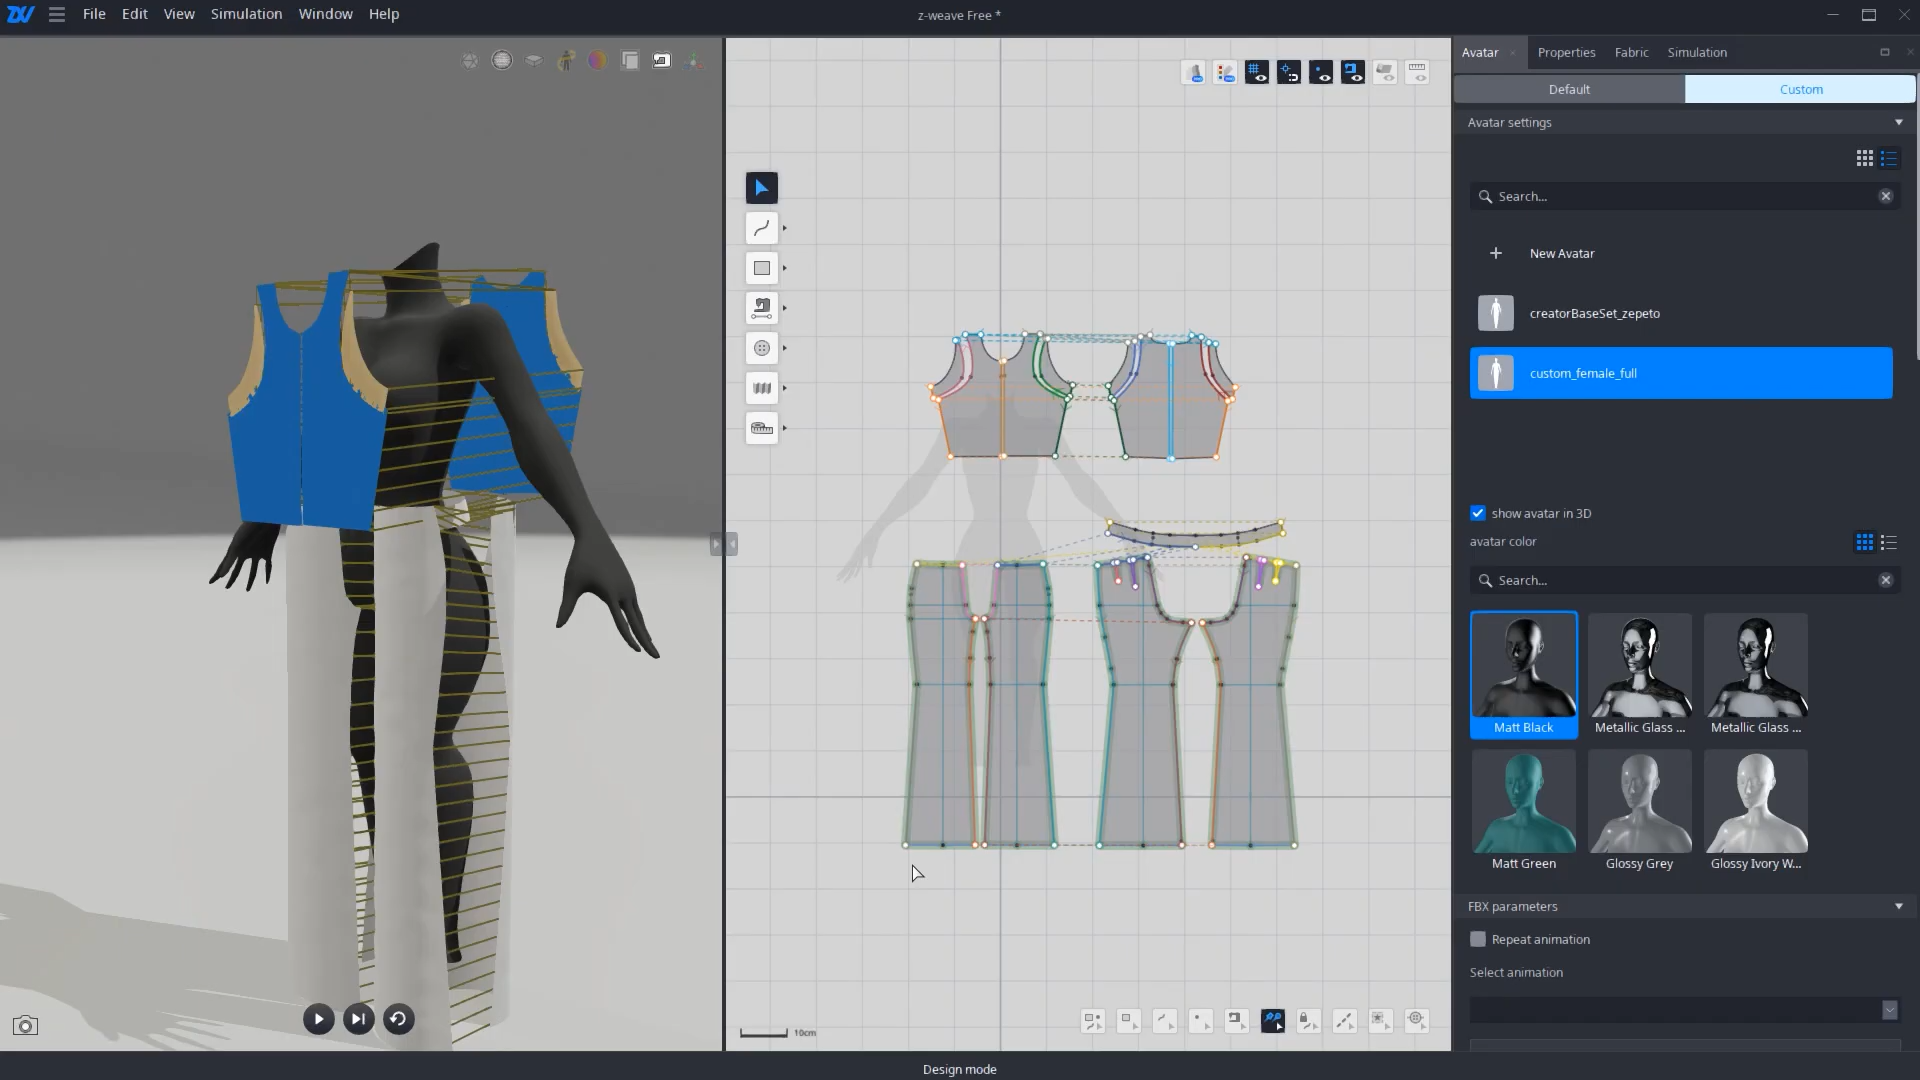 File Edit View Simulation Window Help
z-weave Free *
Avatar Properties Fabric Simulation
Default Custom
Avatar settings
Search...
New Avatar
creatorBaseSet_zepeto
custom_female_full
show avatar in 3D
avatar color
Search...
Matt Black Metallic Glass ... Metallic Glass ...
Matt Green Glossy Grey Glossy Ivory W...
FBX parameters
Repeat animation
Select animation
10cm
Design mode